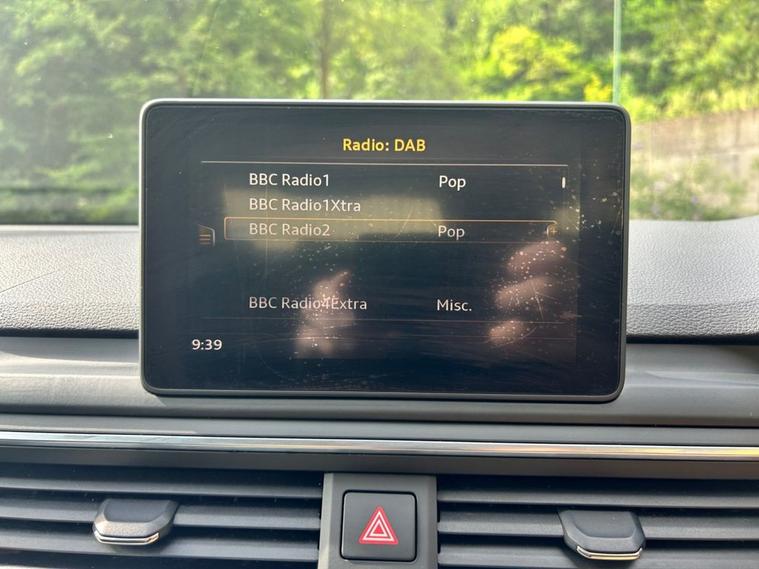 Radio: DAB
BBC Radio1 Pop
BBC Radio1Xtra
BBC Radio2 Pop
BBC Radio4Extra Misc.
9:39